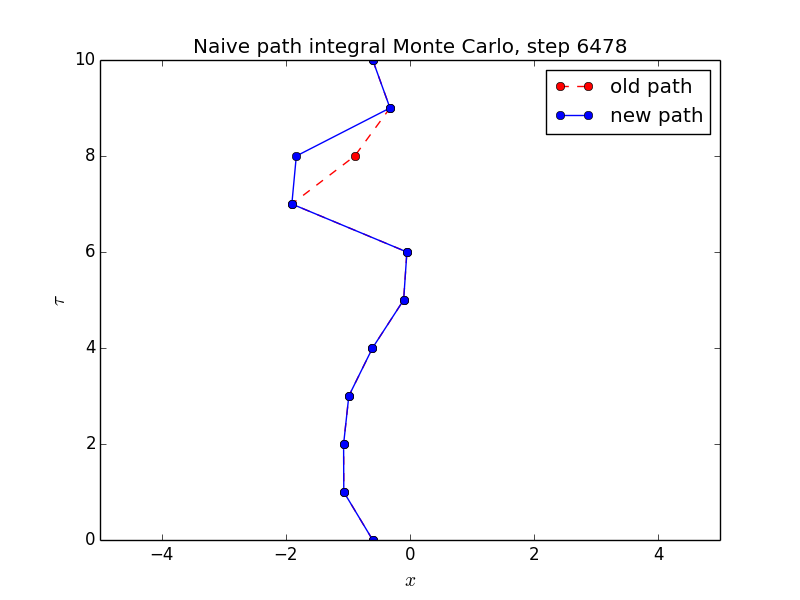 Naive path integral Monte Carlo, step 6478
old path
new path
10
8
6
4
2
0
τ
−4 −2 0 2 4
x